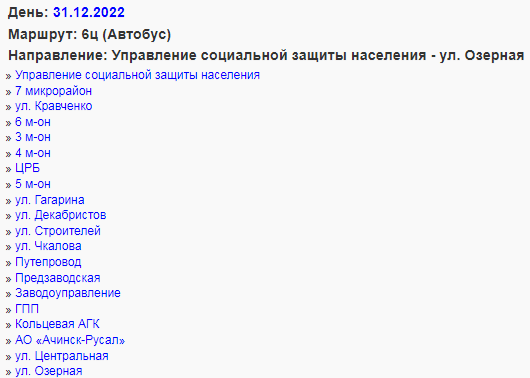 День: 31.12.2022
Маршрут: 6ц (Автобус)
Направление: Управление социальной защиты населения - ул. Озерная
» Управление социальной защиты населения
» 7 микрорайон
» ул. Кравченко
» 6 м-он
» 3 м-он
» 4 м-он
» ЦРБ
» 5 м-он
» ул. Гагарина
» ул. Декабристов
» ул. Строителей
» ул. Чкалова
» Путепровод
» Предзаводская
» Заводоуправление
» ГПП
» Кольцевая АГК
» АО «Ачинск-Русал»
» ул. Центральная
» ул. Озерная